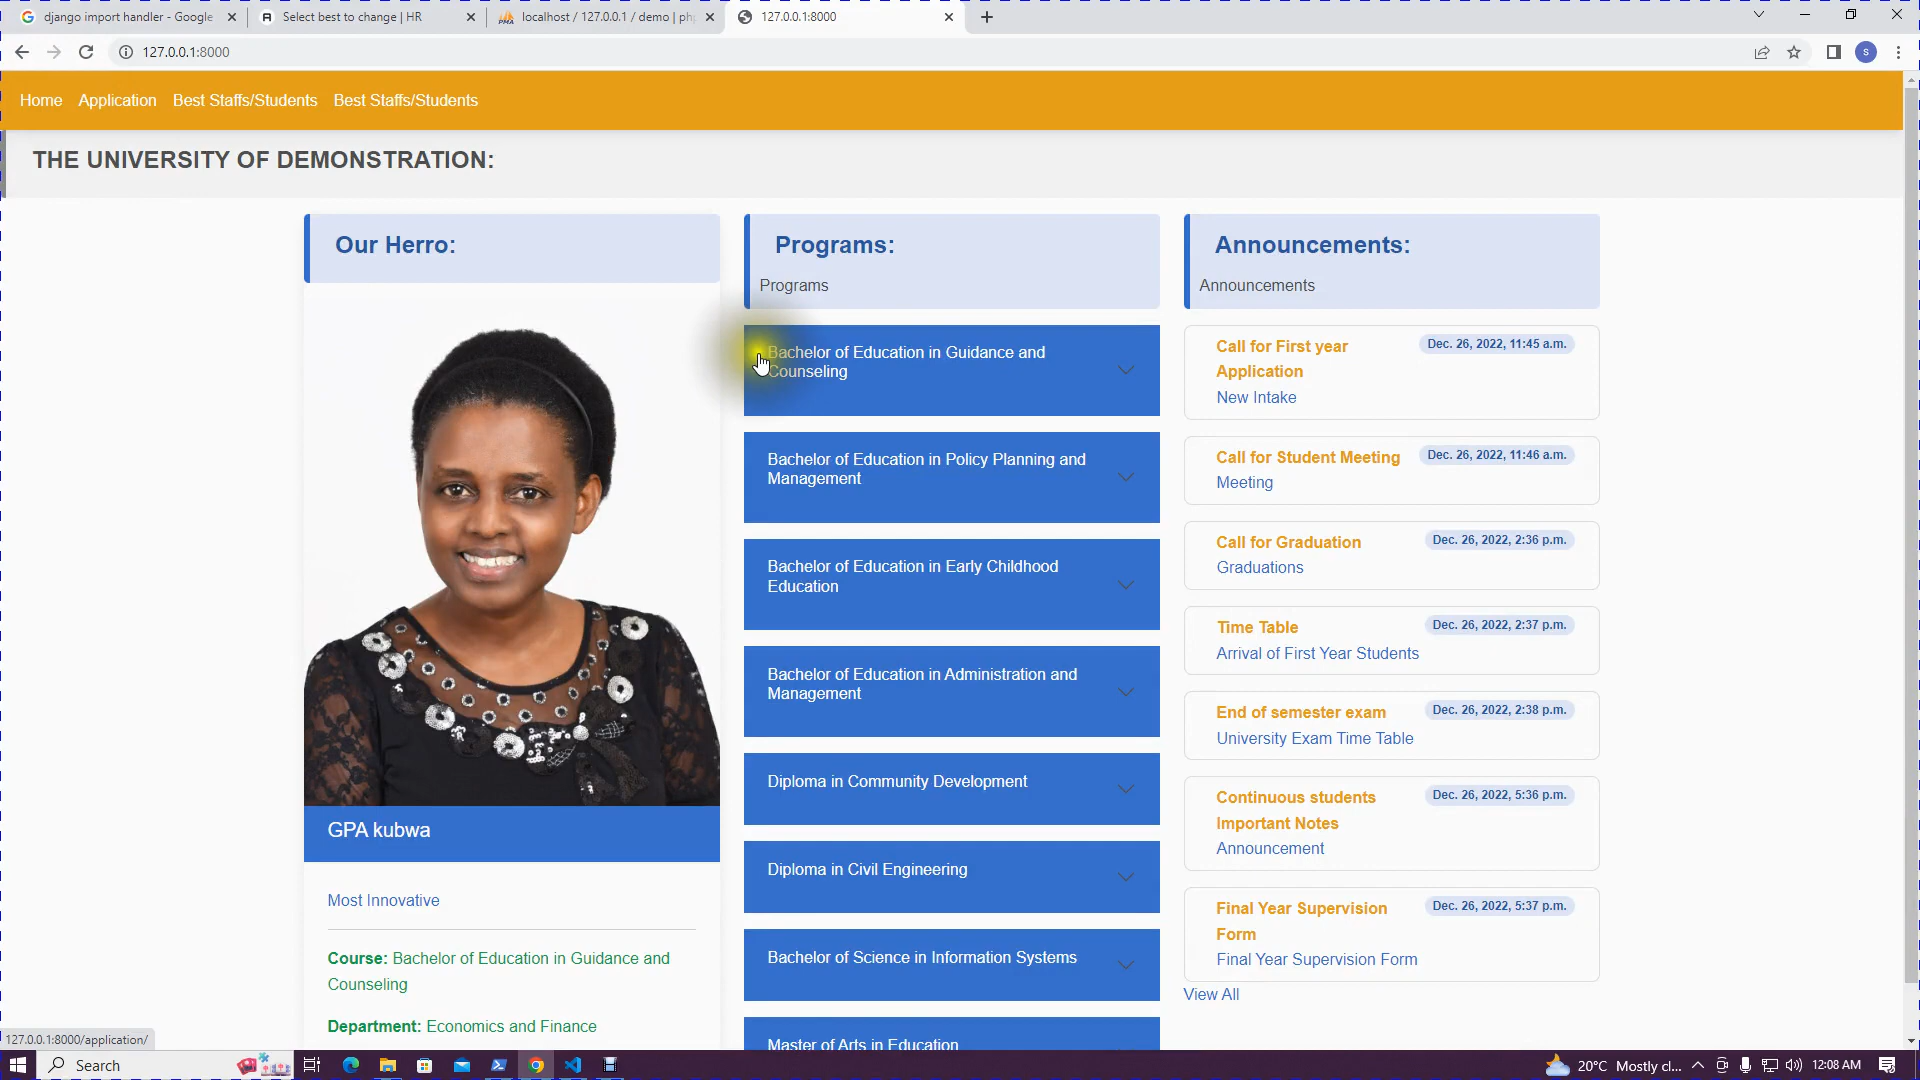 django import handler - Google
Select best to change | HR
localhost / 127.0.0.1 / demo | ph
127.0.0.1:8000
127.0.0.1:8000
S
Home Application Best Staffs/Students Best Staffs/Students
THE UNIVERSITY OF DEMONSTRATION:
Our Herro:
GPA kubwa
Most Innovative
Course: Bachelor of Education in Guidance and
Counseling
Department: Economics and Finance
Programs:
Programs
Bachelor of Education in Guidance and
Counseling
Bachelor of Education in Policy Planning and
Management
Bachelor of Education in Early Childhood
Education
Bachelor of Education in Administration and
Management
Diploma in Community Development
Diploma in Civil Engineering
Bachelor of Science in Information Systems
Master of Arts in Education
Announcements:
Announcements
Call for First year
Application
Dec. 26, 2022, 11:45 a.m.
New Intake
Call for Student Meeting
Dec. 26, 2022, 11:46 a.m.
Meeting
Call for Graduation
Dec. 26, 2022, 2:36 p.m.
Graduations
Time Table
Dec. 26, 2022, 2:37 p.m.
Arrival of First Year Students
End of semester exam
Dec. 26, 2022, 2:38 p.m.
University Exam Time Table
Continuous students
Important Notes
Dec. 26, 2022, 5:36 p.m.
Announcement
Final Year Supervision
Form
Dec. 26, 2022, 5:37 p.m.
Final Year Supervision Form
View All
127.0.0.1:8000/application/
Search
20°C Mostly cl...
12:08 AM